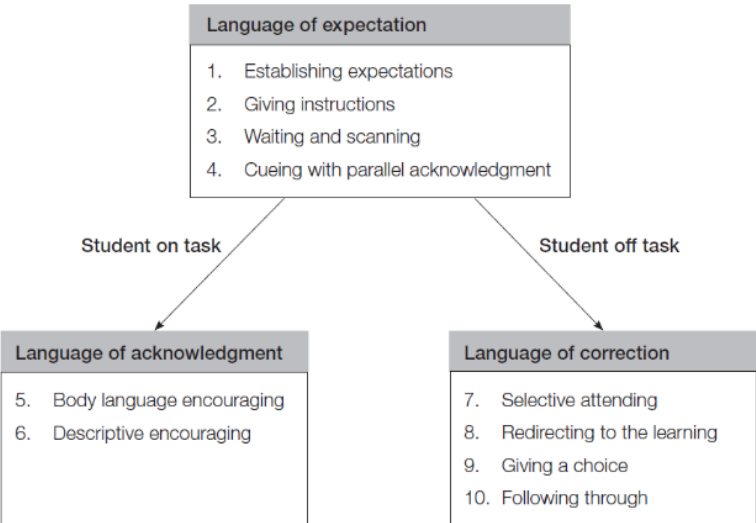 Language of expectation
1. Establishing expectations
2. Giving instructions
3. Waiting and scanning
4. Cueing with parallel acknowledgment
Student on task
Student off task
Language of acknowledgment
5. Body language encouraging
6. Descriptive encouraging
Language of correction
7. Selective attending
8. Redirecting to the learning
9. Giving a choice
10. Following through